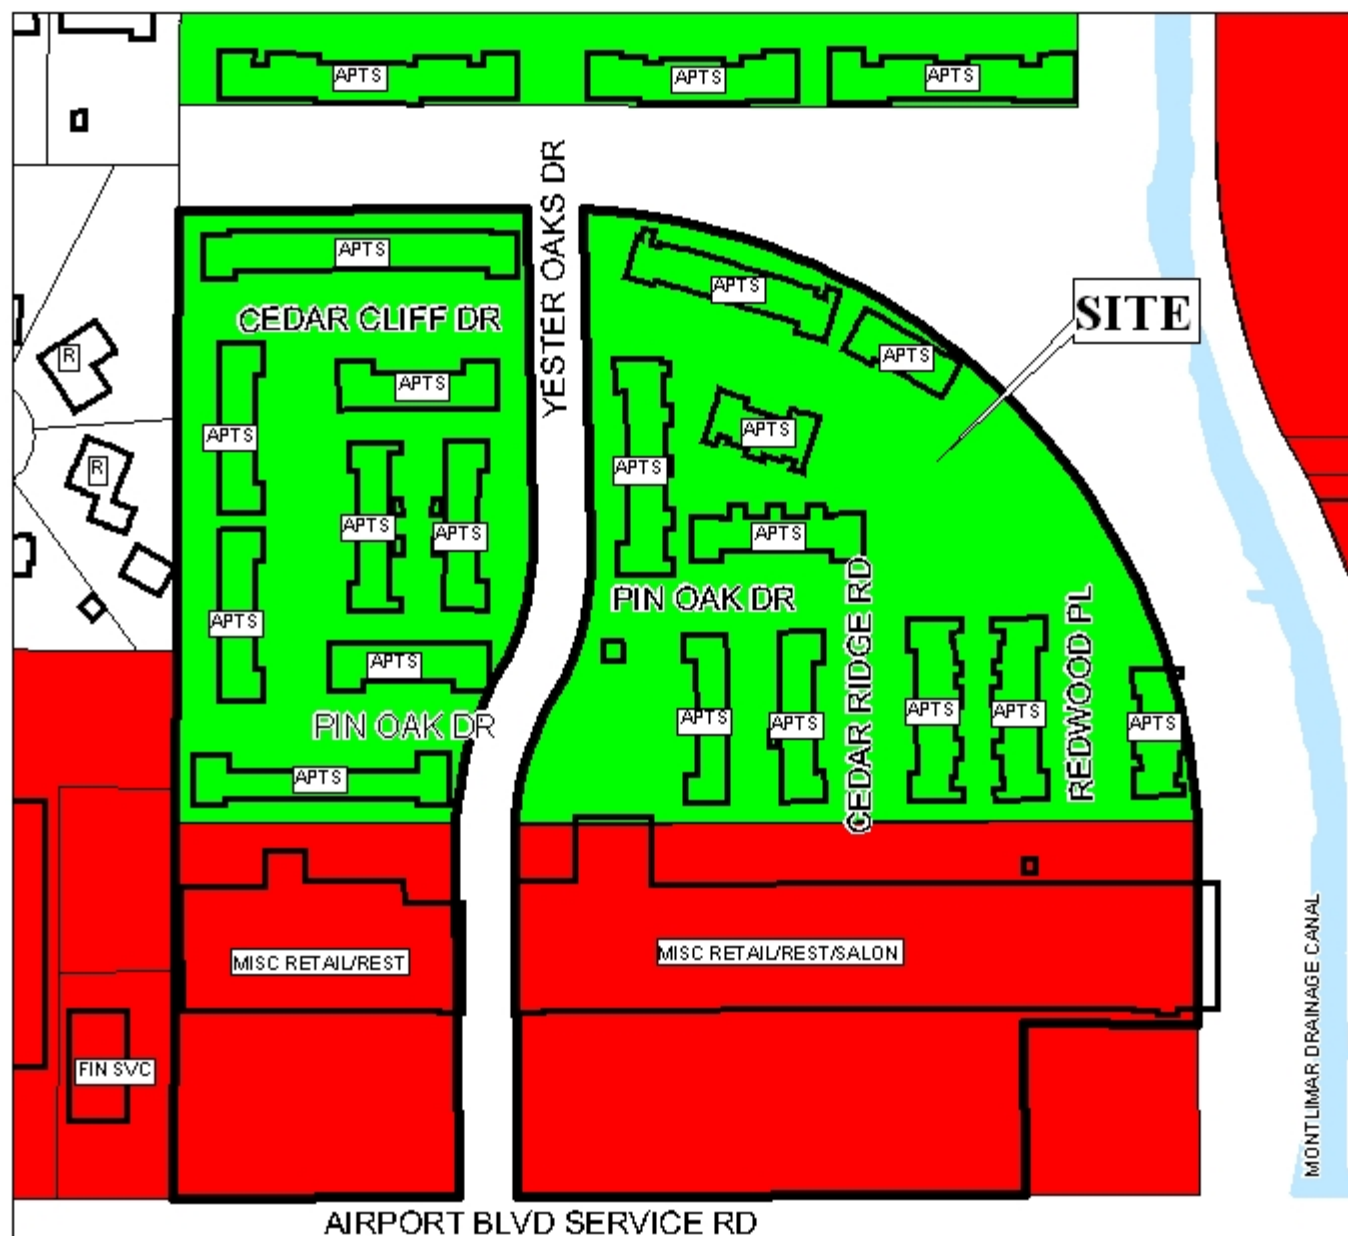 APTS
APTS
APTS
YESTER OAKS DR
APTS
APTS
SITE
CEDAR CLIFF DR
R
APTS
APTS
APTS
APTS
R
APTS
APTS
APTS
APTS
APTS
PIN OAK DR
CEDAR RIDGE RD
REDWOOD PL
APTS
APTS
PIN OAK DR
APTS
APTS
APTS
APTS
APTS
APTS
MISC RETAIL/REST
MISC RETAIL/REST/SALON
MONTLIMAR DRAINAGE CANAL
FIN SVC
AIRPORT BLVD SERVICE RD